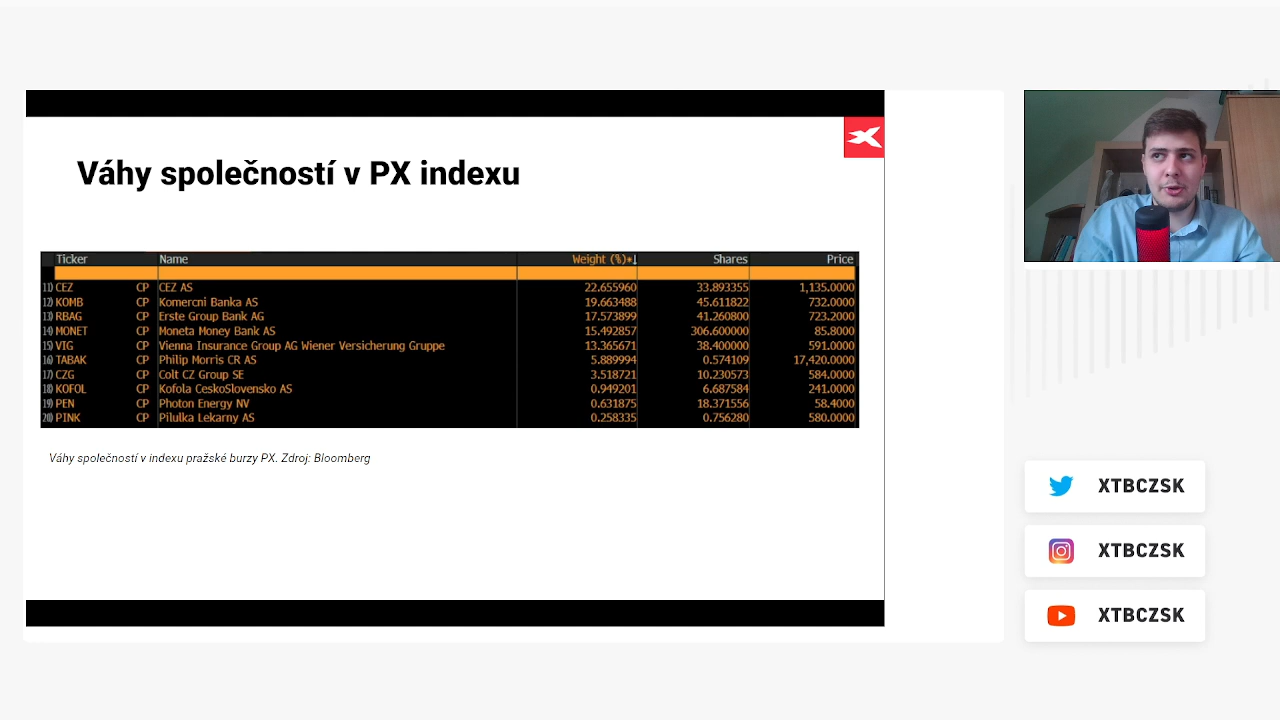 Váhy společností v PX indexu
Ticker Name Weight (%) Shares Price
11) CEZ CP CEZ AS 22.655960 33.893355 1,135.0000
12) KOMB CP Komercni Banka AS 19.663488 45.611822 732.0000
13) RBAG CP Erste Group Bank AG 17.573899 41.260800 723.2000
14) MONET CP Moneta Money Bank AS 15.492857 306.600000 85.8000
15) VIG CP Vienna Insurance Group AG Wiener Versicherung Gruppe 13.365671 38.400000 591.0000
16) TABAK CP Philip Morris CR AS 5.889994 0.574109 17,420.0000
17) CZG CP Colt CZ Group SE 3.518721 10.230573 584.0000
18) KOFOL CP Kofola CeskoSlovensko AS 0.949201 6.687584 241.0000
19) PEN CP Photon Energy NV 0.631875 18.371556 58.4000
20) PINK CP Pilulka Lekarny AS 0.258335 0.756280 580.0000
Váhy společností v indexu pražské burzy PX. Zdroj: Bloomberg
XTBCZSK
XTBCZSK
XTBCZSK